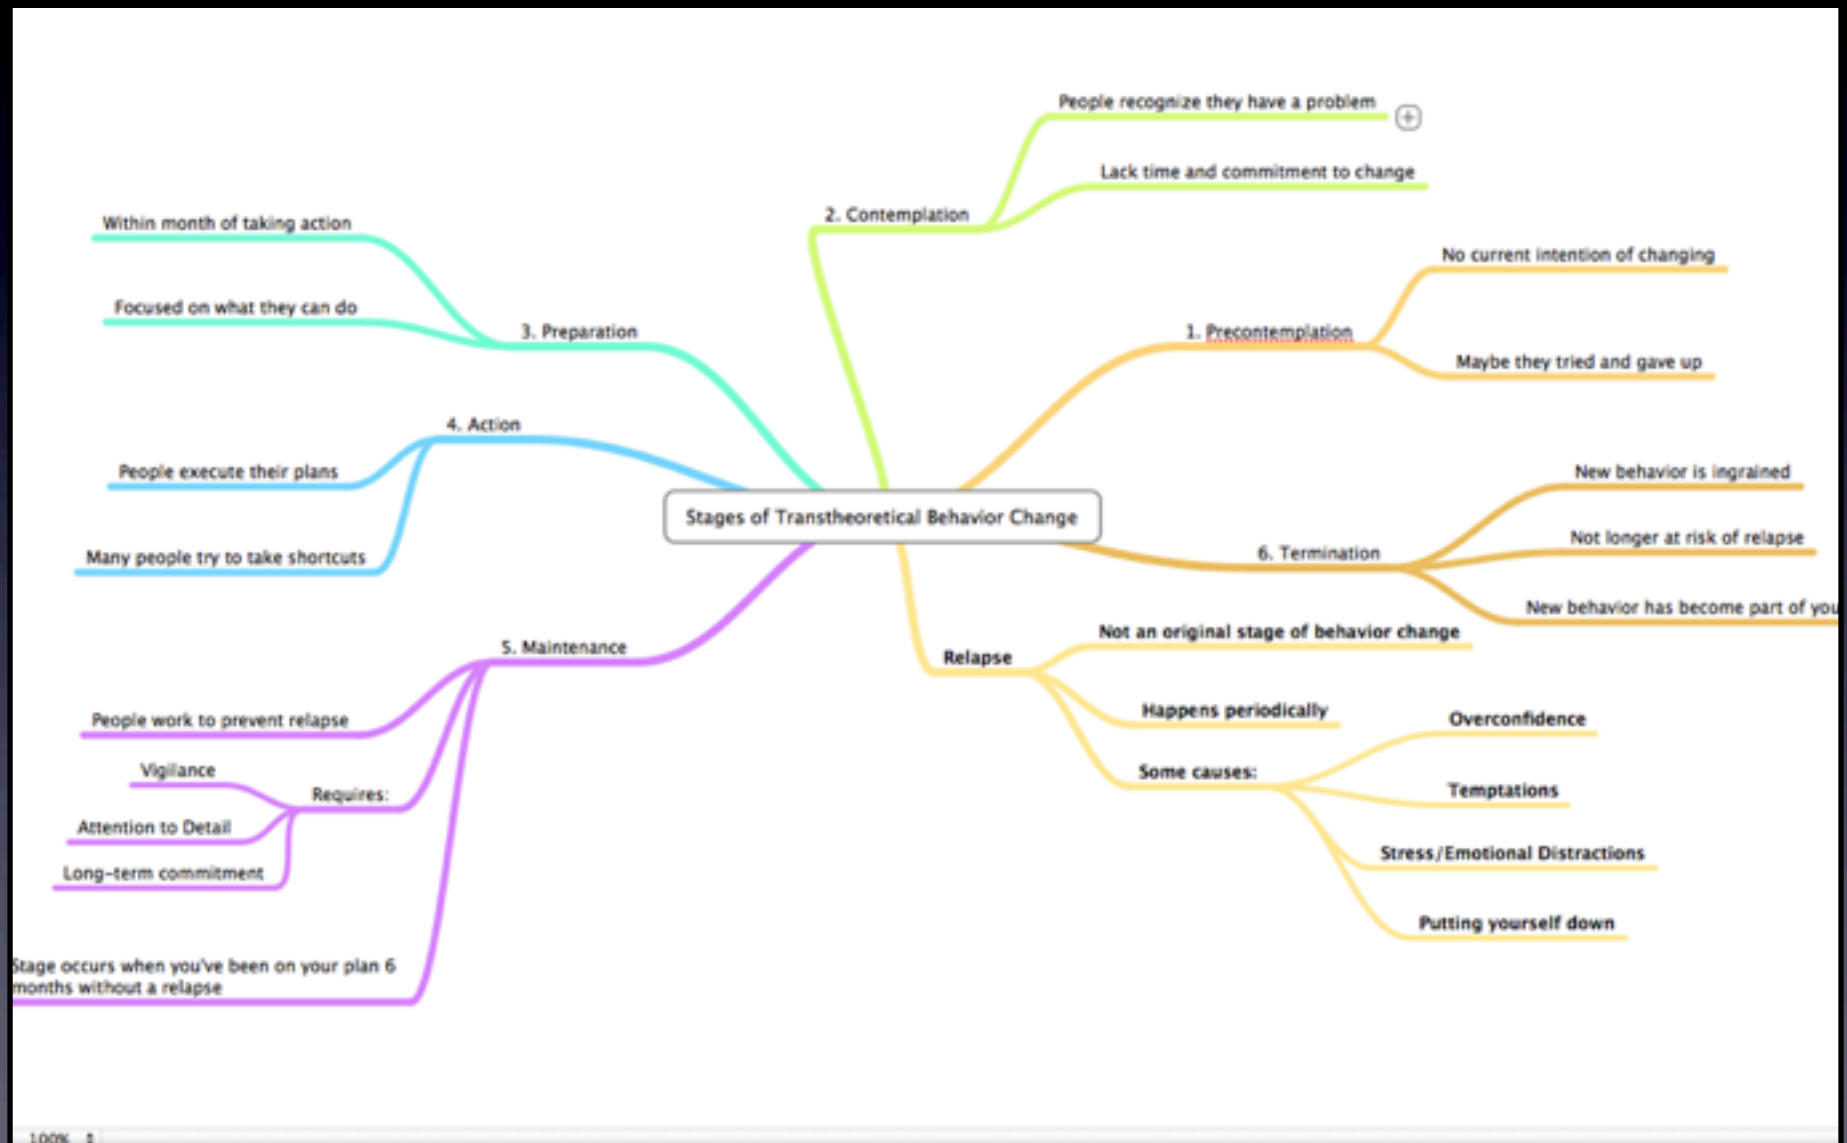 Stages of Transtheoretical Behavior Change
1. Precontemplation
No current intention of changing
Maybe they tried and gave up
2. Contemplation
People recognize they have a problem
Lack time and commitment to change
3. Preparation
Within month of taking action
Focused on what they can do
4. Action
People execute their plans
Many people try to take shortcuts
5. Maintenance
People work to prevent relapse
Requires:
Vigilance
Attention to Detail
Long-term commitment
Stage occurs when you've been on your plan 6
months without a relapse
6. Termination
New behavior is ingrained
Not longer at risk of relapse
New behavior has become part of you
Relapse
Not an original stage of behavior change
Happens periodically
Some causes:
Overconfidence
Temptations
Stress/Emotional Distractions
Putting yourself down
100%